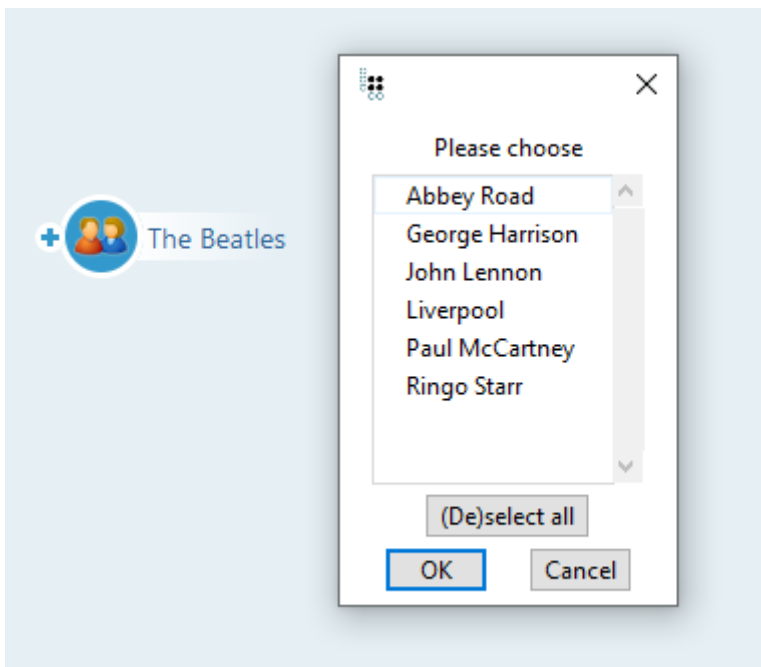 Please choose
Abbey Road
George Harrison
The Beatles
John Lennon
Liverpool
Paul McCartney
Ringo Starr
(De)select all
OK Cancel